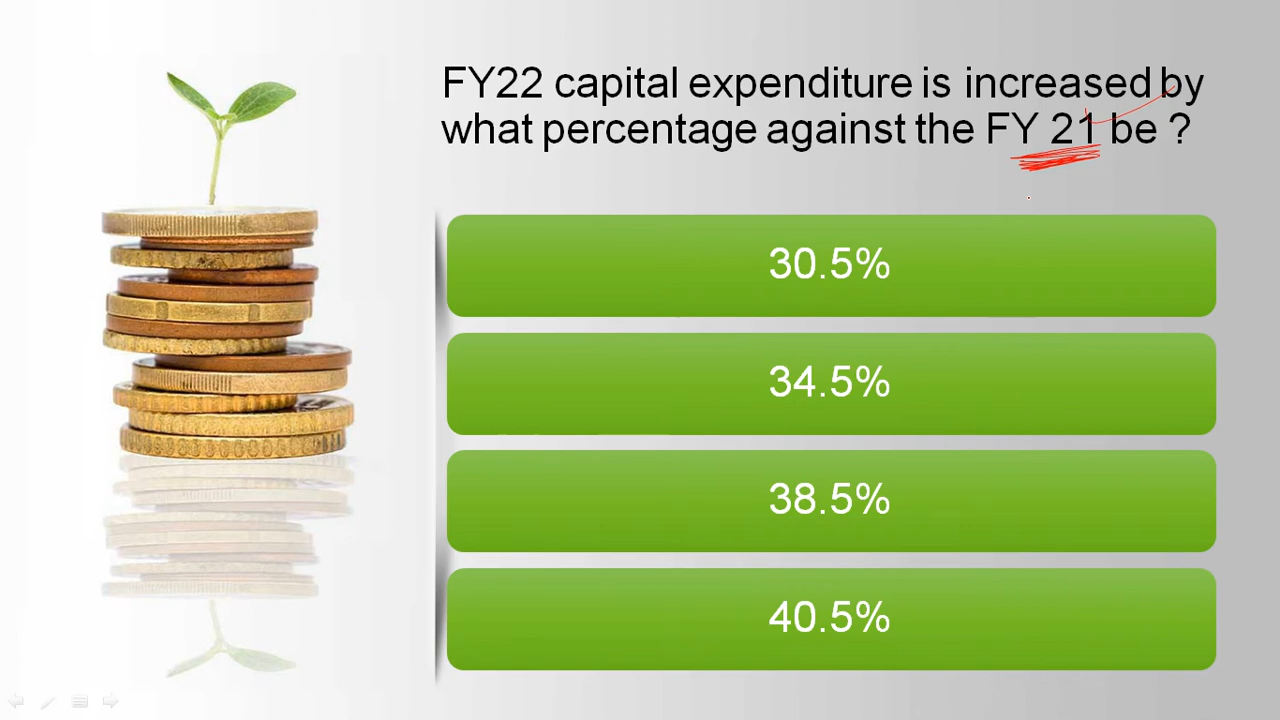 FY22 capital expenditure is increased by
what percentage against the FY 21 be ?
30.5%
34.5%
38.5%
40.5%